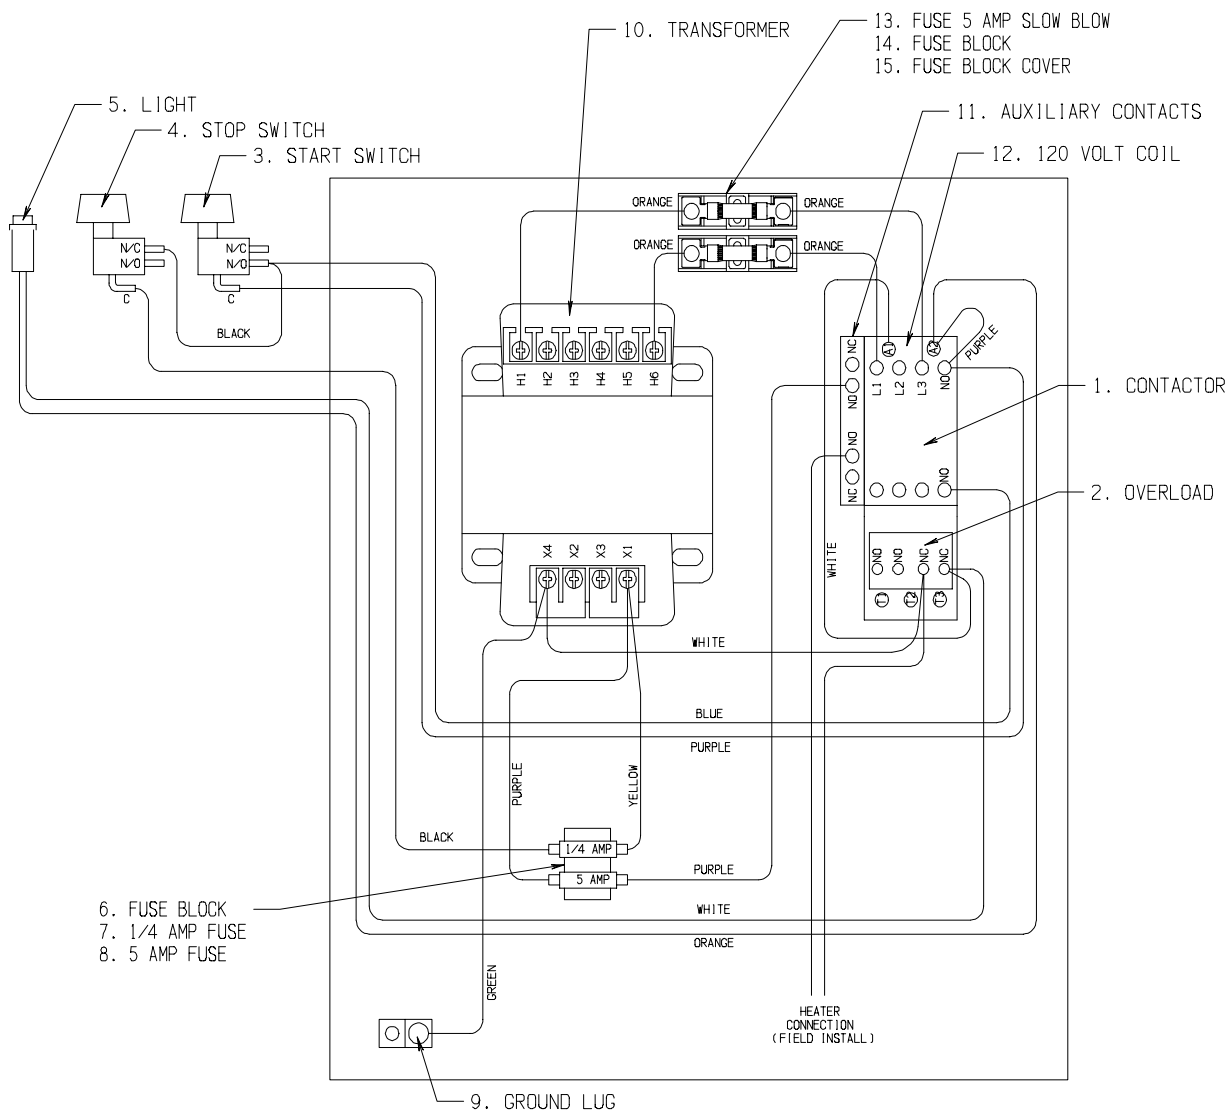 10. TRANSFORMER
13. FUSE 5 AMP SLOW BLOW
14. FUSE BLOCK
15. FUSE BLOCK COVER
5. LIGHT
4. STOP SWITCH
3. START SWITCH
11. AUXILIARY CONTACTS
12. 120 VOLT COIL
ORANGE
ORANGE
ORANGE
ORANGE
N/C
N/O
C
N/C
N/O
C
BLACK
H1 H2 H3 H4 H5 H6
NC
NO
NO
NC
A1
A2
PURPLE
L1 L2 L3 NO
NO
1. CONTACTOR
2. OVERLOAD
X4 X2 X3 X1
WHITE
NO NO NC NC
T1 T2 T3
WHITE
BLUE
PURPLE
PURPLE
YELLOW
BLACK
1/4 AMP
5 AMP
PURPLE
WHITE
ORANGE
6. FUSE BLOCK
7. 1/4 AMP FUSE
8. 5 AMP FUSE
GREEN
HEATER
CONNECTION
(FIELD INSTALL)
9. GROUND LUG